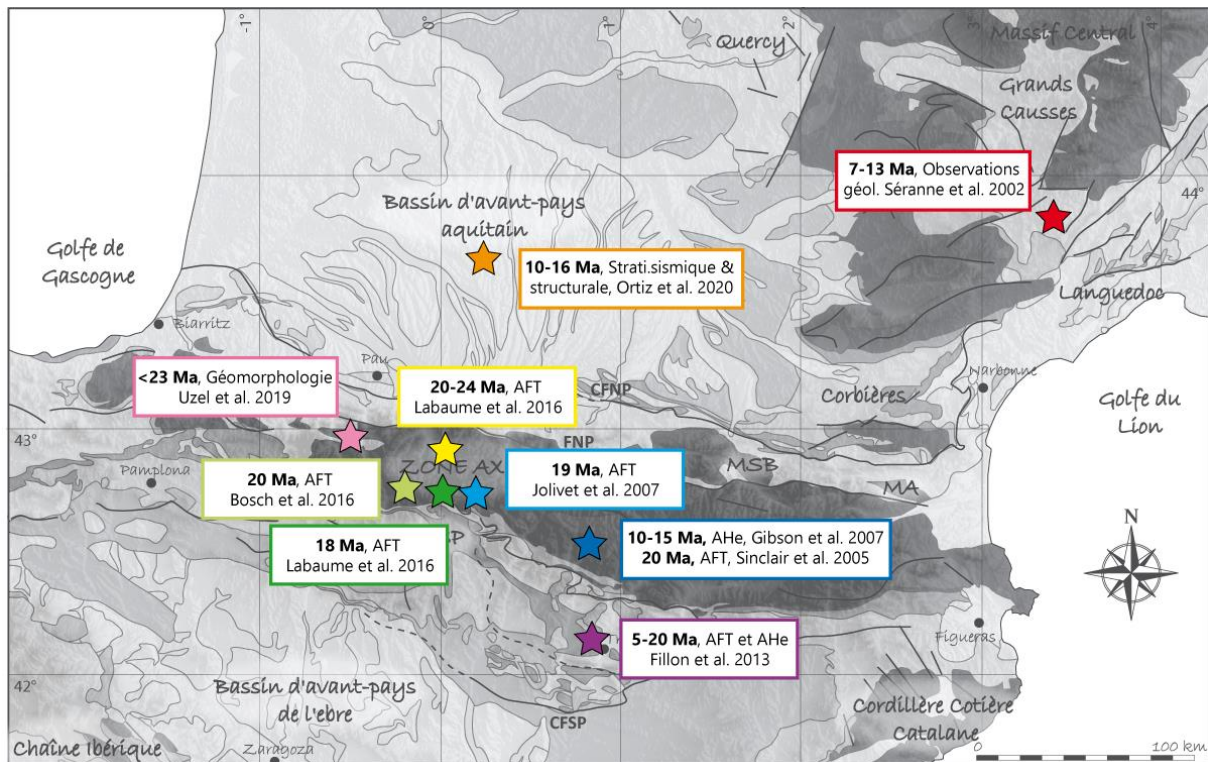 -1°
0°
1°
2°
4°
Quercy
Massif Central
Grands
Causses
7-13 Ma, Observations
géol. Séranne et al. 2002
44°
Bassin d'avant-pays
aquitain
Golfe de
Gascogne
10-16 Ma, Strati.sismique &
structurale, Ortiz et al. 2020
Languedoc
Biarritz
Pau
<23 Ma, Géomorphologie
Uzel et al. 2019
20-24 Ma, AFT
Labaume et al. 2016
CFNP
Corbières
Narbonne
Golfe du
Lion
43°
FNP
ZONE AX
MSB
MA
Pamplona
20 Ma, AFT
Bosch et al. 2016
19 Ma, AFT
Jolivet et al. 2007
N
18 Ma, AFT
Labaume et al. 2016
10-15 Ma, AHe, Gibson et al. 2007
20 Ma, AFT, Sinclair et al. 2005
5-20 Ma, AFT et AHe
Fillon et al. 2013
Figueras
42°
Bassin d'avant-pays
de l'ebre
CFSP
Cordillère Cotière
Catalane
Chaîne Ibérique
Zaragoza
0
100 km